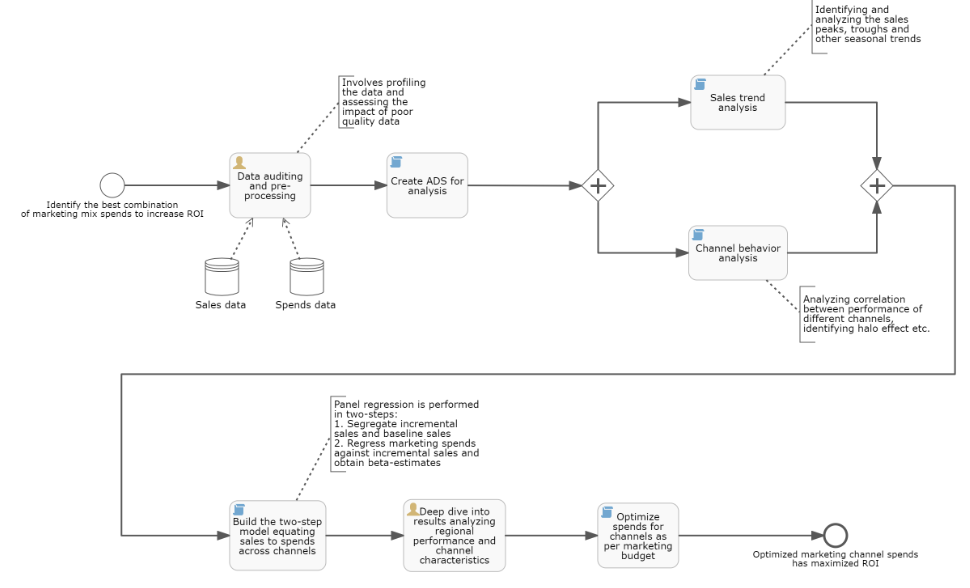 Identifying and
analyzing the sales
peaks, troughs and
other seasonal trends
Involves profiling
the data and
assessing the
impact of poor
quality data
Sales trend
analysis
Data auditing
and pre-
processing
Create ADS for
analysis
Identify the best combination
of marketing mix spends to increase ROI
Channel behavior
analysis
Sales data
Spends data
Analyzing correlation
between performance of
different channels,
identifying halo effect etc.
Panel regression is performed
in two-steps:
1. Segregate incremental
sales and baseline sales
2. Regress marketing spends
against incremental sales and
obtain beta-estimates
Build the two-step
model equating
sales to spends
across channels
Deep dive into
results analyzing
regional
performance and
channel
characteristics
Optimize
spends for
channels as
per marketing
budget
Optimized marketing channel spends
has maximized ROI